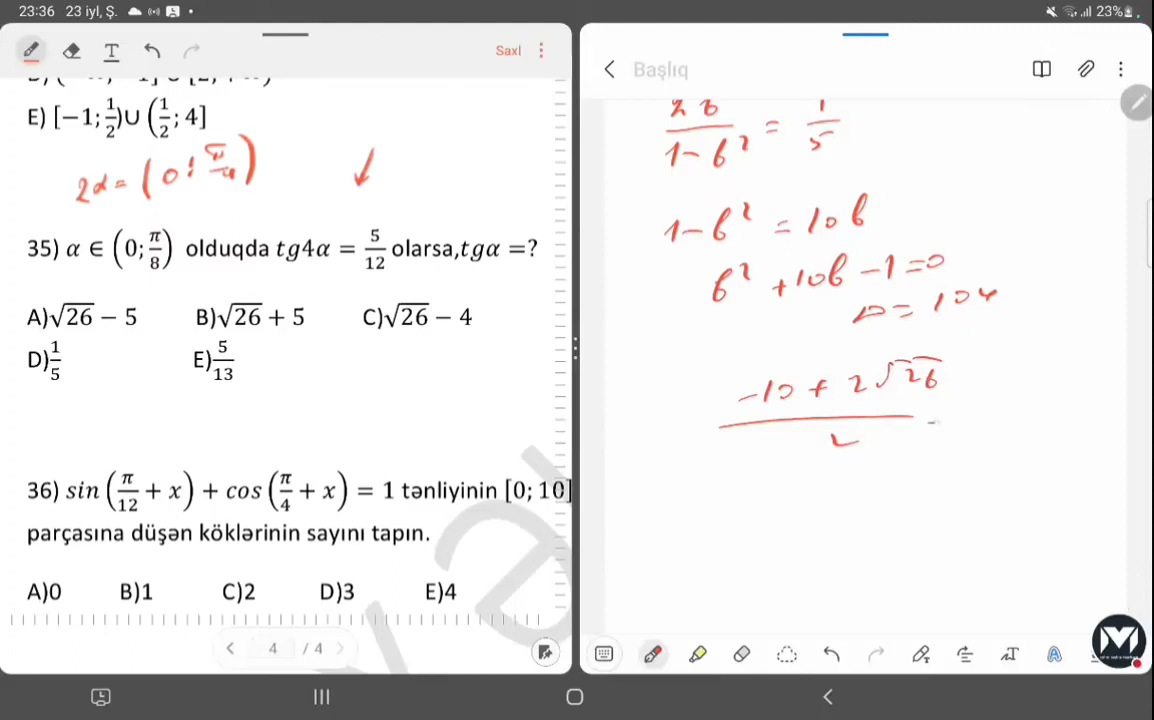 23:36 23 iyl, Ş. 23%
Saxl
E) [−1; 1/2) ∪ (1/2; 4]
2α = (0; π/4)
35) α ∈ (0; π/8) olduqda tg4α = 5/12 olarsa,tgα =?
A)√26 − 5 B)√26 + 5 C)√26 − 4
D)1/5 E)5/13
36) sin (π/12 + x) + cos (π/4 + x) = 1 tənliyinin [0; 10]
parçasına düşən köklərinin sayını tapın.
A)0 B)1 C)2 D)3 E)4
4 / 4
Başlıq
2b/(1−b²) = 1/5
1−b² = 10b
b² + 10b − 1 = 0
D = 104
(−10 + 2√26)/2